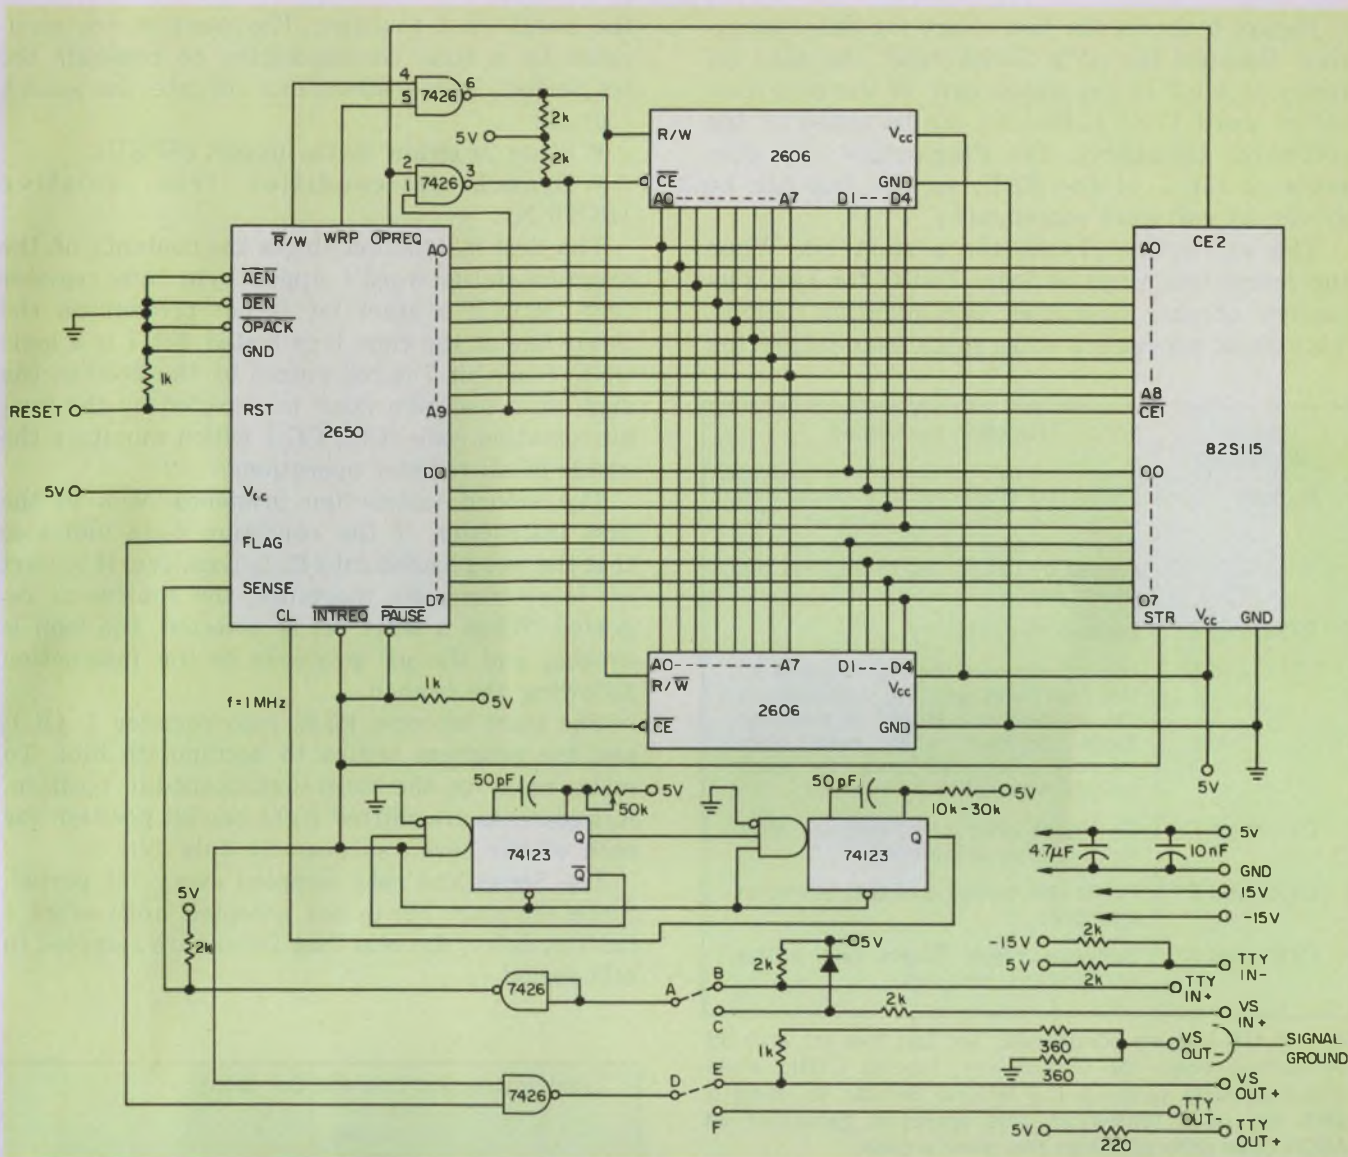 4
5
7426
6
2k
5V
2k
2
7426
3
R/W
2606
Vcc
CE
GND
A0 A7 D1 D4
R/W WRP OPREQ
A0
AEN
DEN
OPACK
GND
1k
RESET
RST
2650
A9
D0
5V
Vcc
FLAG
SENSE
D7
CL INTREQ PAUSE
f=1MHz
1k
5V
CE2
A0
A8
CE1
82S115
O0
O7
STR Vcc GND
5V
A0 A7 D1 D4
R/W
Vcc
2606
CE
GND
50pF
50k
5V
74123
Q
Q
50pF
10k-30k
5V
74123
Q
5V
4.7µF
10nF
GND
15V
-15V
5V
2k
7426
A
B
C
2k
5V
2k
-15V
2k
5V
2k
TTY IN-
TTY IN+
VS IN+
7426
D
E
F
1k
360
360
VS OUT-
SIGNAL GROUND
VS OUT+
TTY OUT-
5V
220
TTY OUT+